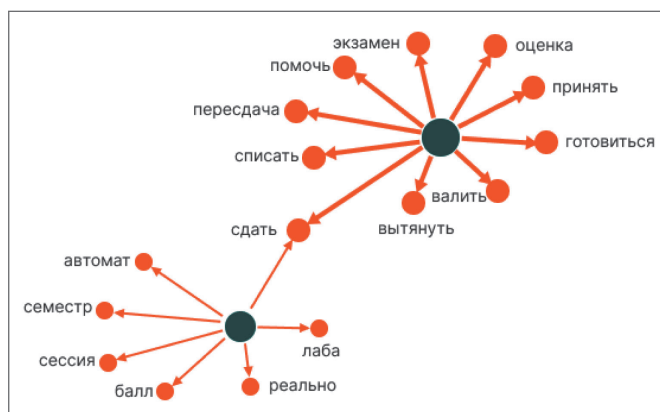 экзамен
оценка
помочь
принять
пересдача
готовиться
списать
валить
вытянуть
сдать
автомат
семестр
лаба
сессия
реально
балл